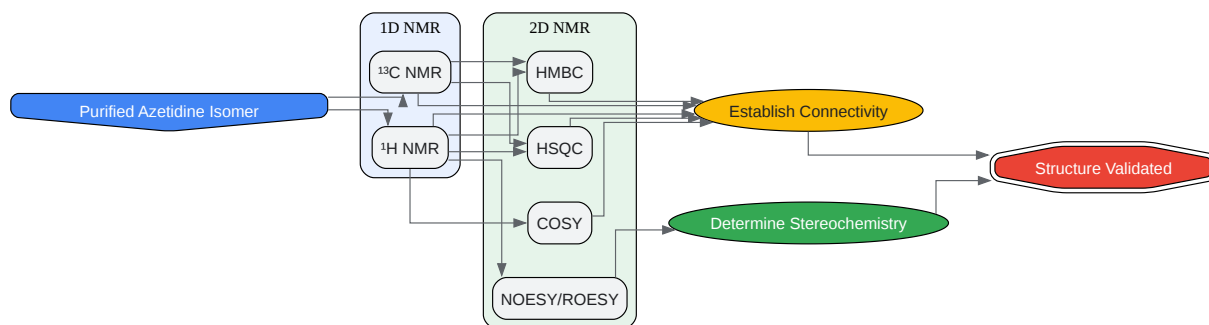 1D NMR
2D NMR
¹³C NMR
HMBC
Purified Azetidine Isomer
Establish Connectivity
¹H NMR
HSQC
Structure Validated
COSY
Determine Stereochemistry
NOESY/ROESY